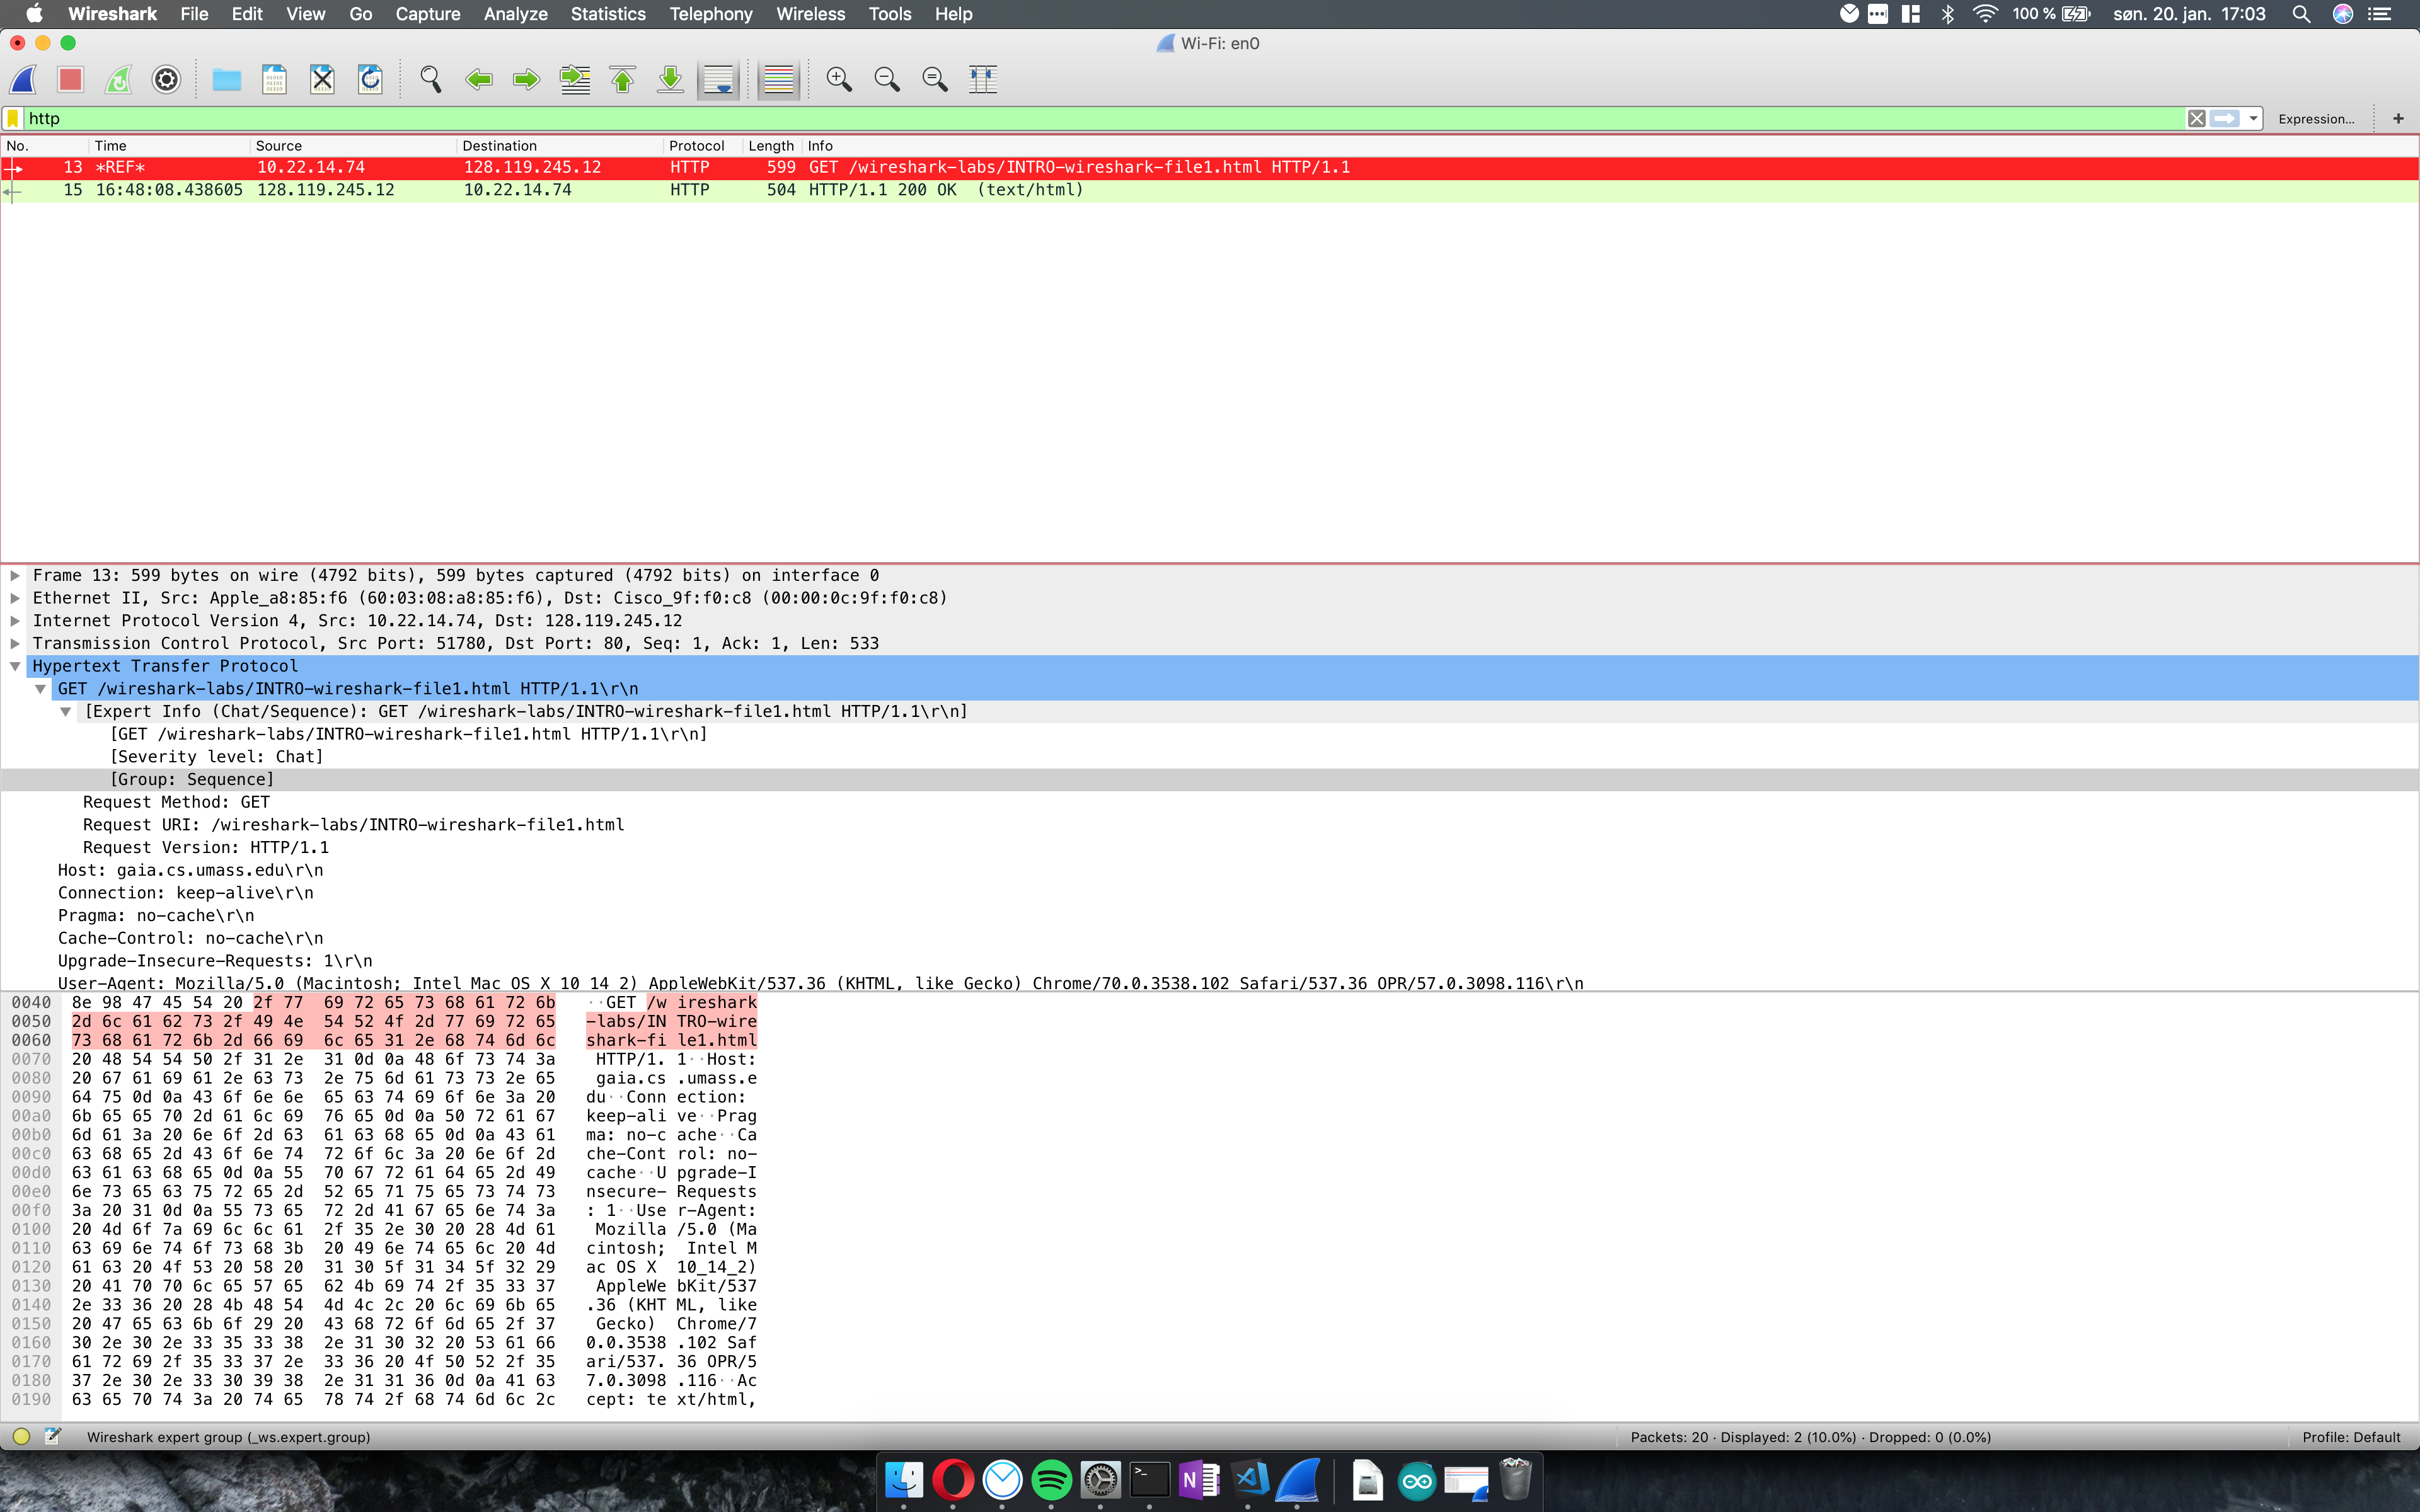 Wireshark File Edit View Go Capture Analyze Statistics Telephony Wireless Tools Help 100 % søn. 20. jan. 17:03
Wi-Fi: en0
http Expression... +
No. Time Source Destination Protocol Length Info
13 *REF* 10.22.14.74 128.119.245.12 HTTP 599 GET /wireshark-labs/INTRO-wireshark-file1.html HTTP/1.1
15 16:48:08.438605 128.119.245.12 10.22.14.74 HTTP 504 HTTP/1.1 200 OK (text/html)
Frame 13: 599 bytes on wire (4792 bits), 599 bytes captured (4792 bits) on interface 0
Ethernet II, Src: Apple_a8:85:f6 (60:03:08:a8:85:f6), Dst: Cisco_9f:f0:c8 (00:00:0c:9f:f0:c8)
Internet Protocol Version 4, Src: 10.22.14.74, Dst: 128.119.245.12
Transmission Control Protocol, Src Port: 51780, Dst Port: 80, Seq: 1, Ack: 1, Len: 533
Hypertext Transfer Protocol
GET /wireshark-labs/INTRO-wireshark-file1.html HTTP/1.1\r\n
[Expert Info (Chat/Sequence): GET /wireshark-labs/INTRO-wireshark-file1.html HTTP/1.1\r\n]
[GET /wireshark-labs/INTRO-wireshark-file1.html HTTP/1.1\r\n]
[Severity level: Chat]
[Group: Sequence]
Request Method: GET
Request URI: /wireshark-labs/INTRO-wireshark-file1.html
Request Version: HTTP/1.1
Host: gaia.cs.umass.edu\r\n
Connection: keep-alive\r\n
Pragma: no-cache\r\n
Cache-Control: no-cache\r\n
Upgrade-Insecure-Requests: 1\r\n
User-Agent: Mozilla/5.0 (Macintosh; Intel Mac OS X 10_14_2) AppleWebKit/537.36 (KHTML, like Gecko) Chrome/70.0.3538.102 Safari/537.36 OPR/57.0.3098.116\r\n
0040 8e 98 47 45 54 20 2f 77 69 72 65 73 68 61 72 6b ··GET /w ireshark
0050 2d 6c 61 62 73 2f 49 4e 54 52 4f 2d 77 69 72 65 -labs/IN TRO-wire
0060 73 68 61 72 6b 2d 66 69 6c 65 31 2e 68 74 6d 6c shark-fi le1.html
0070 20 48 54 54 50 2f 31 2e 31 0d 0a 48 6f 73 74 3a HTTP/1. 1··Host:
0080 20 67 61 69 61 2e 63 73 2e 75 6d 61 73 73 2e 65 gaia.cs .umass.e
0090 64 75 0d 0a 43 6f 6e 6e 65 63 74 69 6f 6e 3a 20 du··Conn ection:
00a0 6b 65 65 70 2d 61 6c 69 76 65 0d 0a 50 72 61 67 keep-ali ve··Prag
00b0 6d 61 3a 20 6e 6f 2d 63 61 63 68 65 0d 0a 43 61 ma: no-c ache··Ca
00c0 63 68 65 2d 43 6f 6e 74 72 6f 6c 3a 20 6e 6f 2d che-Cont rol: no-
00d0 63 61 63 68 65 0d 0a 55 70 67 72 61 64 65 2d 49 cache··U pgrade-I
00e0 6e 73 65 63 75 72 65 2d 52 65 71 75 65 73 74 73 nsecure- Requests
00f0 3a 20 31 0d 0a 55 73 65 72 2d 41 67 65 6e 74 3a : 1··Use r-Agent:
0100 20 4d 6f 7a 69 6c 6c 61 2f 35 2e 30 20 28 4d 61 Mozilla /5.0 (Ma
0110 63 69 6e 74 6f 73 68 3b 20 49 6e 74 65 6c 20 4d cintosh; Intel M
0120 61 63 20 4f 53 20 58 20 31 30 5f 31 34 5f 32 29 ac OS X 10_14_2)
0130 20 41 70 70 6c 65 57 65 62 4b 69 74 2f 35 33 37 AppleWe bKit/537
0140 2e 33 36 20 28 4b 48 54 4d 4c 2c 20 6c 69 6b 65 .36 (KHT ML, like
0150 20 47 65 63 6b 6f 29 20 43 68 72 6f 6d 65 2f 37 Gecko) Chrome/7
0160 30 2e 30 2e 33 35 33 38 2e 31 30 32 20 53 61 66 0.0.3538 .102 Saf
0170 61 72 69 2f 35 33 37 2e 33 36 20 4f 50 52 2f 35 ari/537. 36 OPR/5
0180 37 2e 30 2e 33 30 39 38 2e 31 31 36 0d 0a 41 63 7.0.3098 .116··Ac
0190 63 65 70 74 3a 20 74 65 78 74 2f 68 74 6d 6c 2c cept: te xt/html,
Wireshark expert group (_ws.expert.group) Packets: 20 · Displayed: 2 (10.0%) · Dropped: 0 (0.0%) Profile: Default